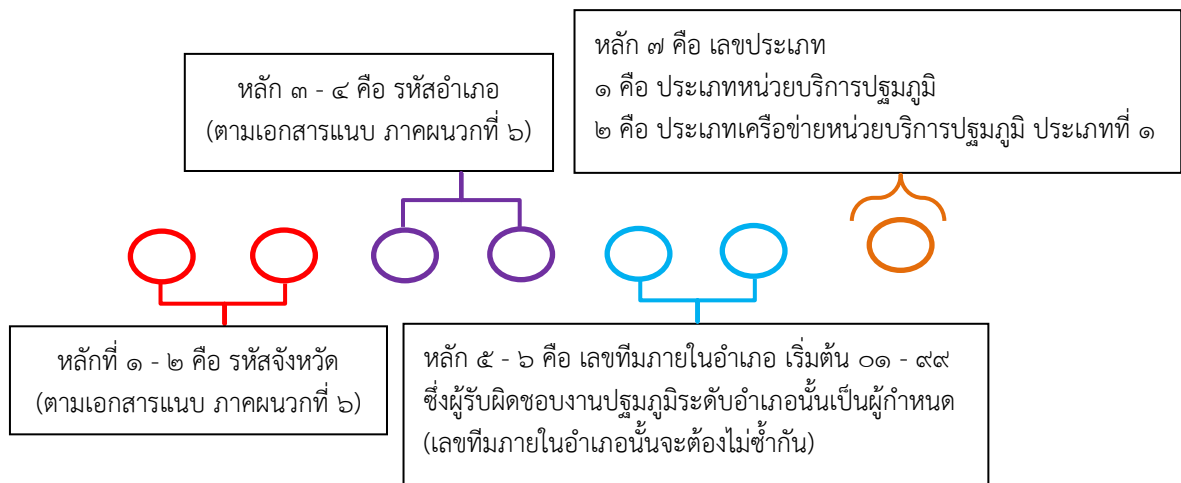 หลัก ๗ คือ เลขประเภท
๑ คือ ประเภทหน่วยบริการปฐมภูมิ
๒ คือ ประเภทเครือข่ายหน่วยบริการปฐมภูมิ ประเภทที่ ๑
หลัก ๓ - ๔ คือ รหัสอำเภอ
(ตามเอกสารแนบ ภาคผนวกที่ ๖)
หลักที่ ๑ - ๒ คือ รหัสจังหวัด
(ตามเอกสารแนบ ภาคผนวกที่ ๖)
หลัก ๕ - ๖ คือ เลขทีมภายในอำเภอ เริ่มต้น ๐๑ - ๙๙
ซึ่งผู้รับผิดชอบงานปฐมภูมิระดับอำเภอนั้นเป็นผู้กำหนด
(เลขทีมภายในอำเภอนั้นจะต้องไม่ซ้ำกัน)